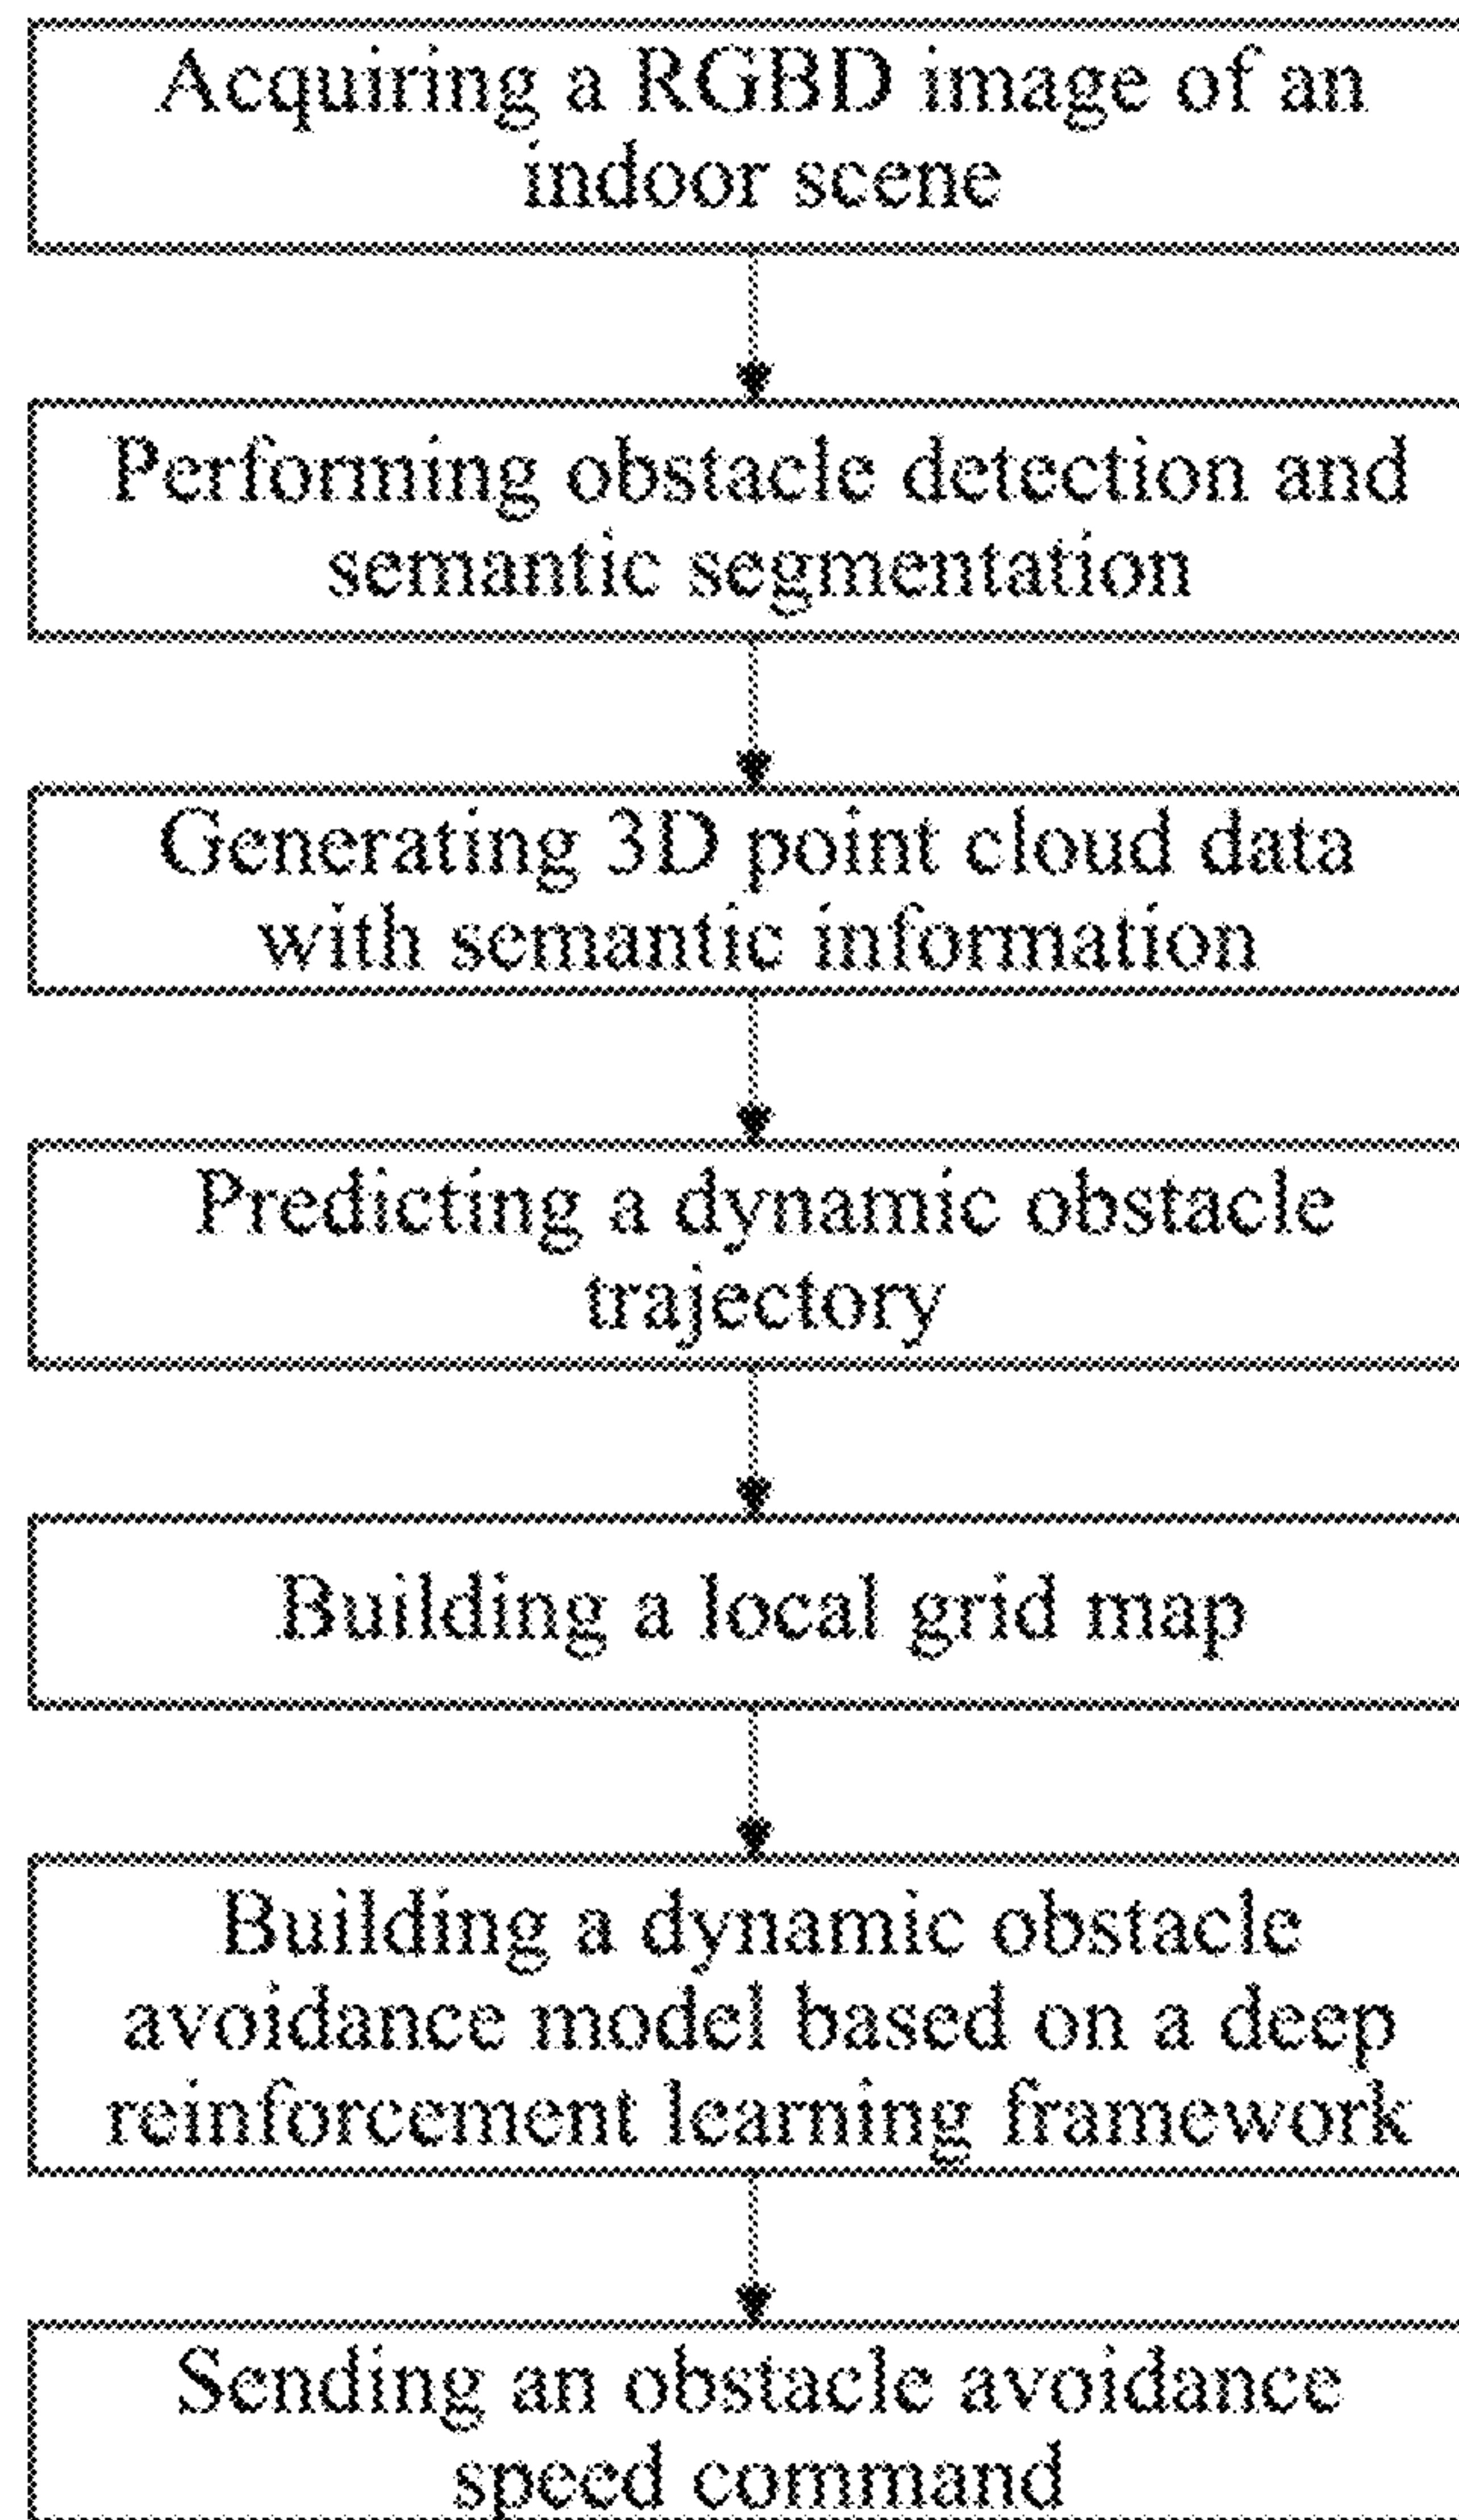 Acquiring a RGBD image of an
indoor scene
Performing obstacle detection and
semantic segmentation
Generating 3D point cloud data
with semantic information
Predicting a dynamic obstacle
trajectory
Building a local grid map
Building a dynamic obstacle
avoidance model based on a deep
reinforcement learning framework
Sending an obstacle avoidance
speed command